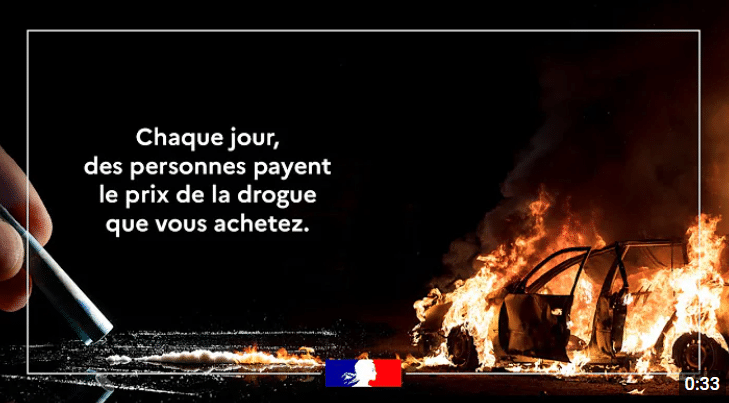 Chaque jour,
des personnes payent
le prix de la drogue
que vous achetez.
0:33